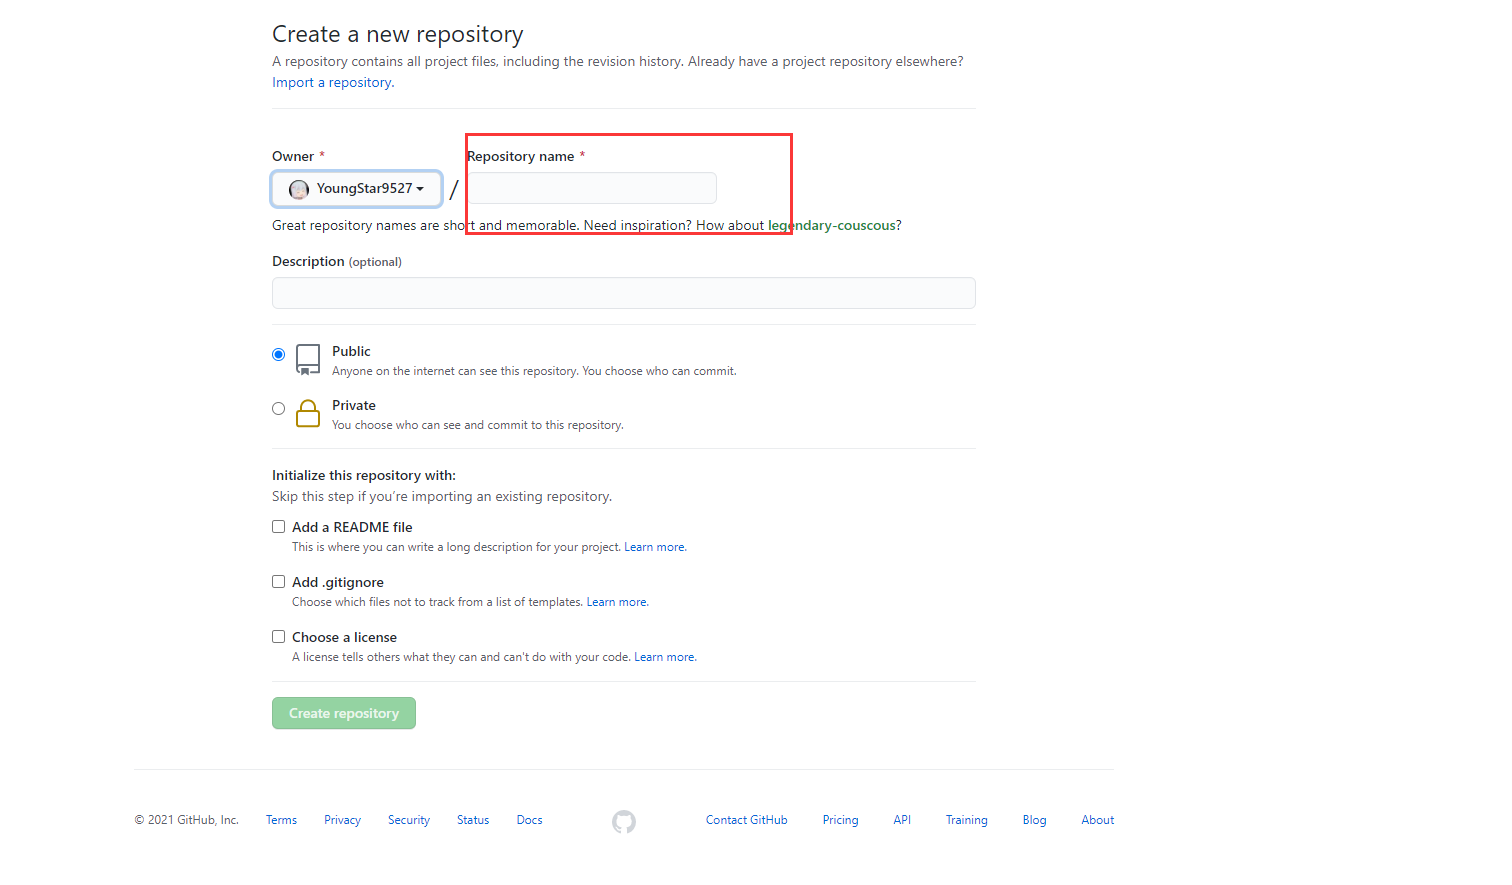 Create a new repository
A repository contains all project files, including the revision history. Already have a project repository elsewhere?
Import a repository.
Owner * Repository name *
YoungStar9527 /
Great repository names are short and memorable. Need inspiration? How about legendary-couscous?
Description (optional)
Public
Anyone on the internet can see this repository. You choose who can commit.
Private
You choose who can see and commit to this repository.
Initialize this repository with:
Skip this step if you're importing an existing repository.
Add a README file
This is where you can write a long description for your project. Learn more.
Add .gitignore
Choose which files not to track from a list of templates. Learn more.
Choose a license
A license tells others what they can and can't do with your code. Learn more.
Create repository
© 2021 GitHub, Inc. Terms Privacy Security Status Docs Contact GitHub Pricing API Training Blog About